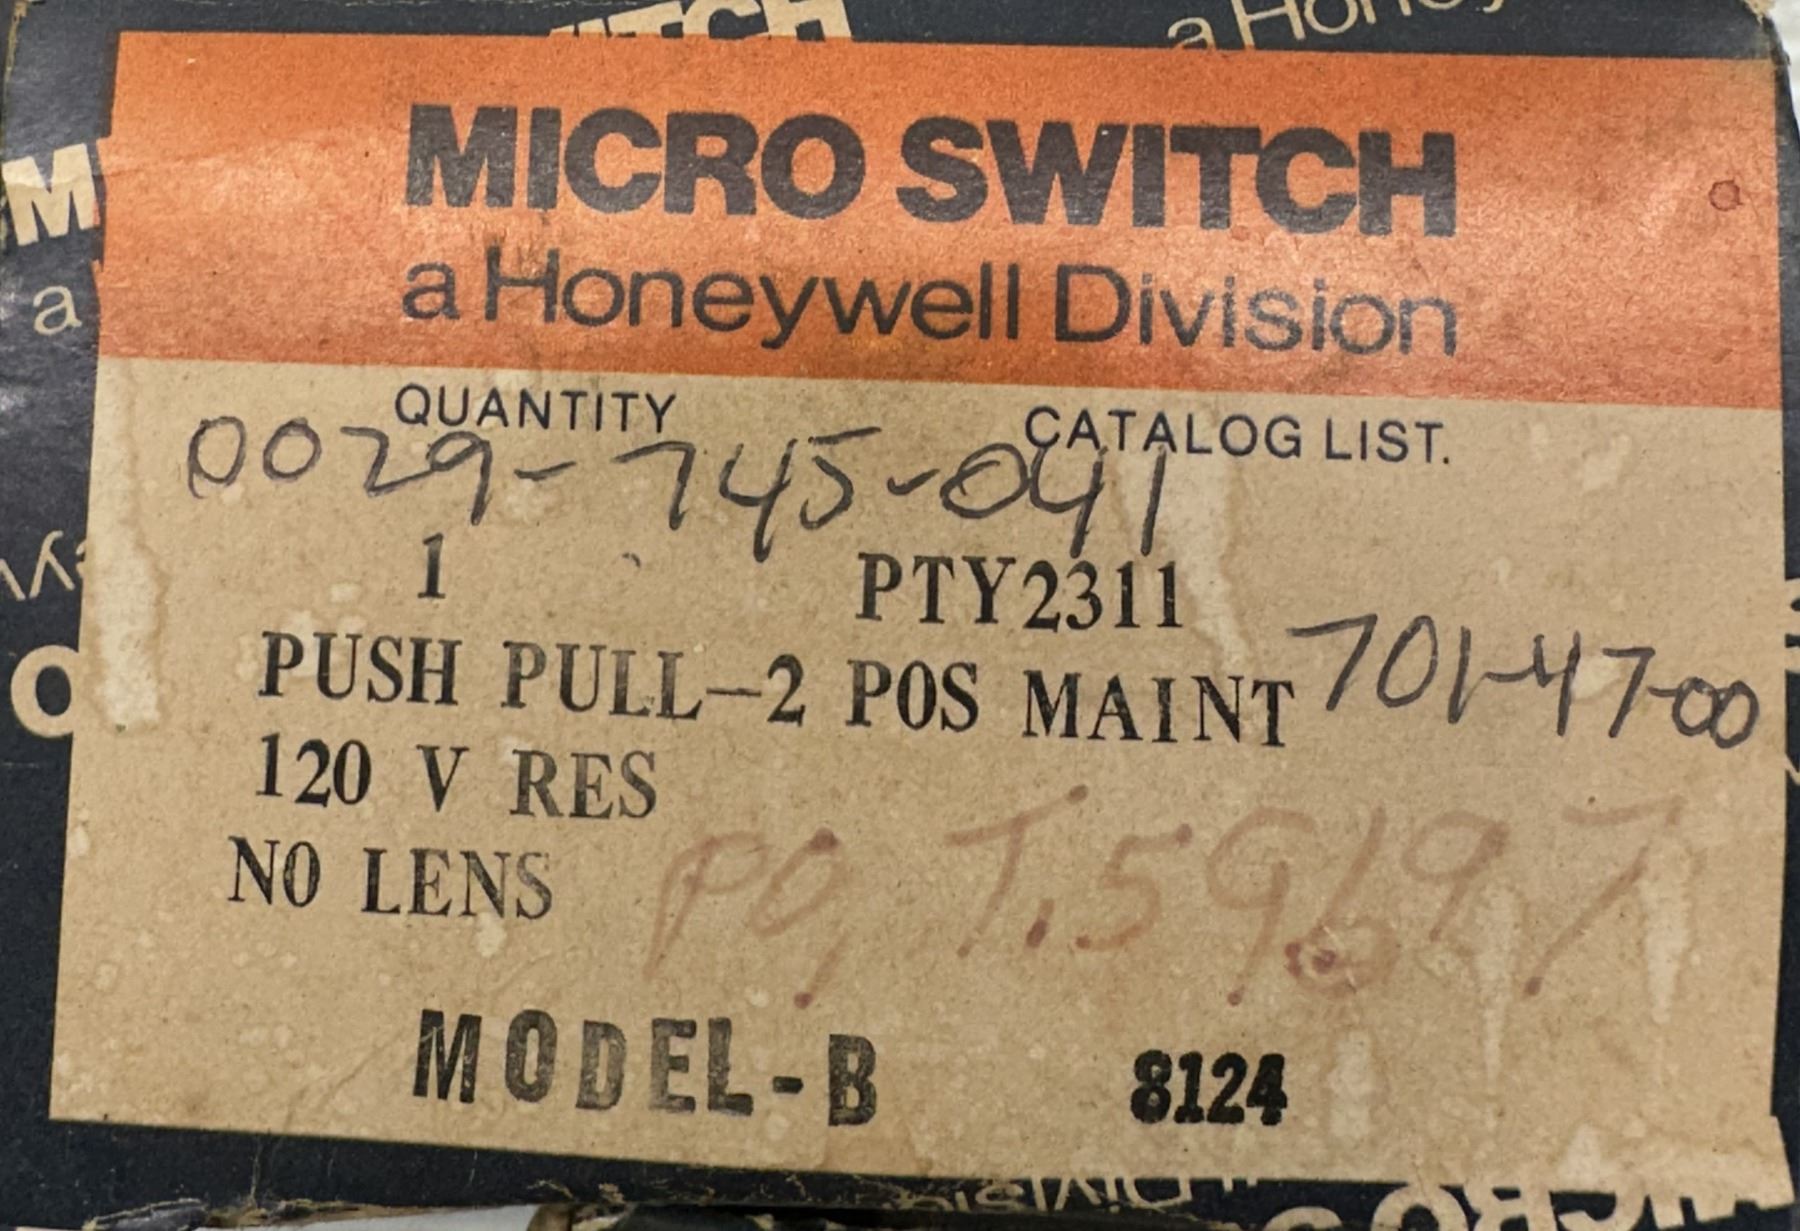 MICRO SWITCH
a Honeywell Division
QUANTITY CATALOG LIST.
0029-745-041
1 PTY2311
PUSH PULL-2 POS MAINT 701-47-00
120 V RES
NO LENS PO, T.59697
MODEL-B 8124